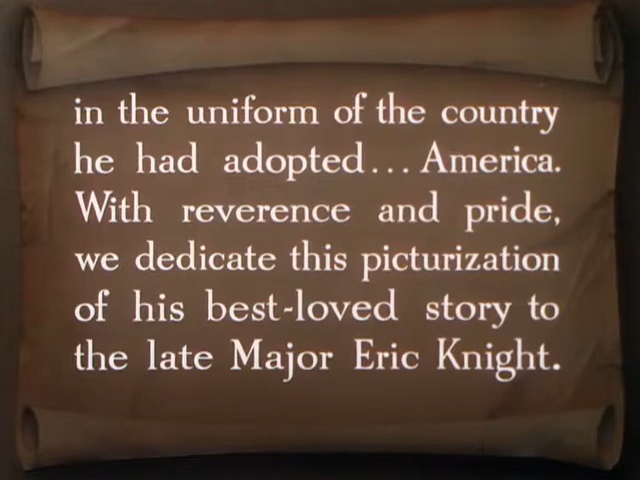 in the uniform of the country
he had adopted... America.
With reverence and pride,
we dedicate this picturization
of his best-loved story to
the late Major Eric Knight.